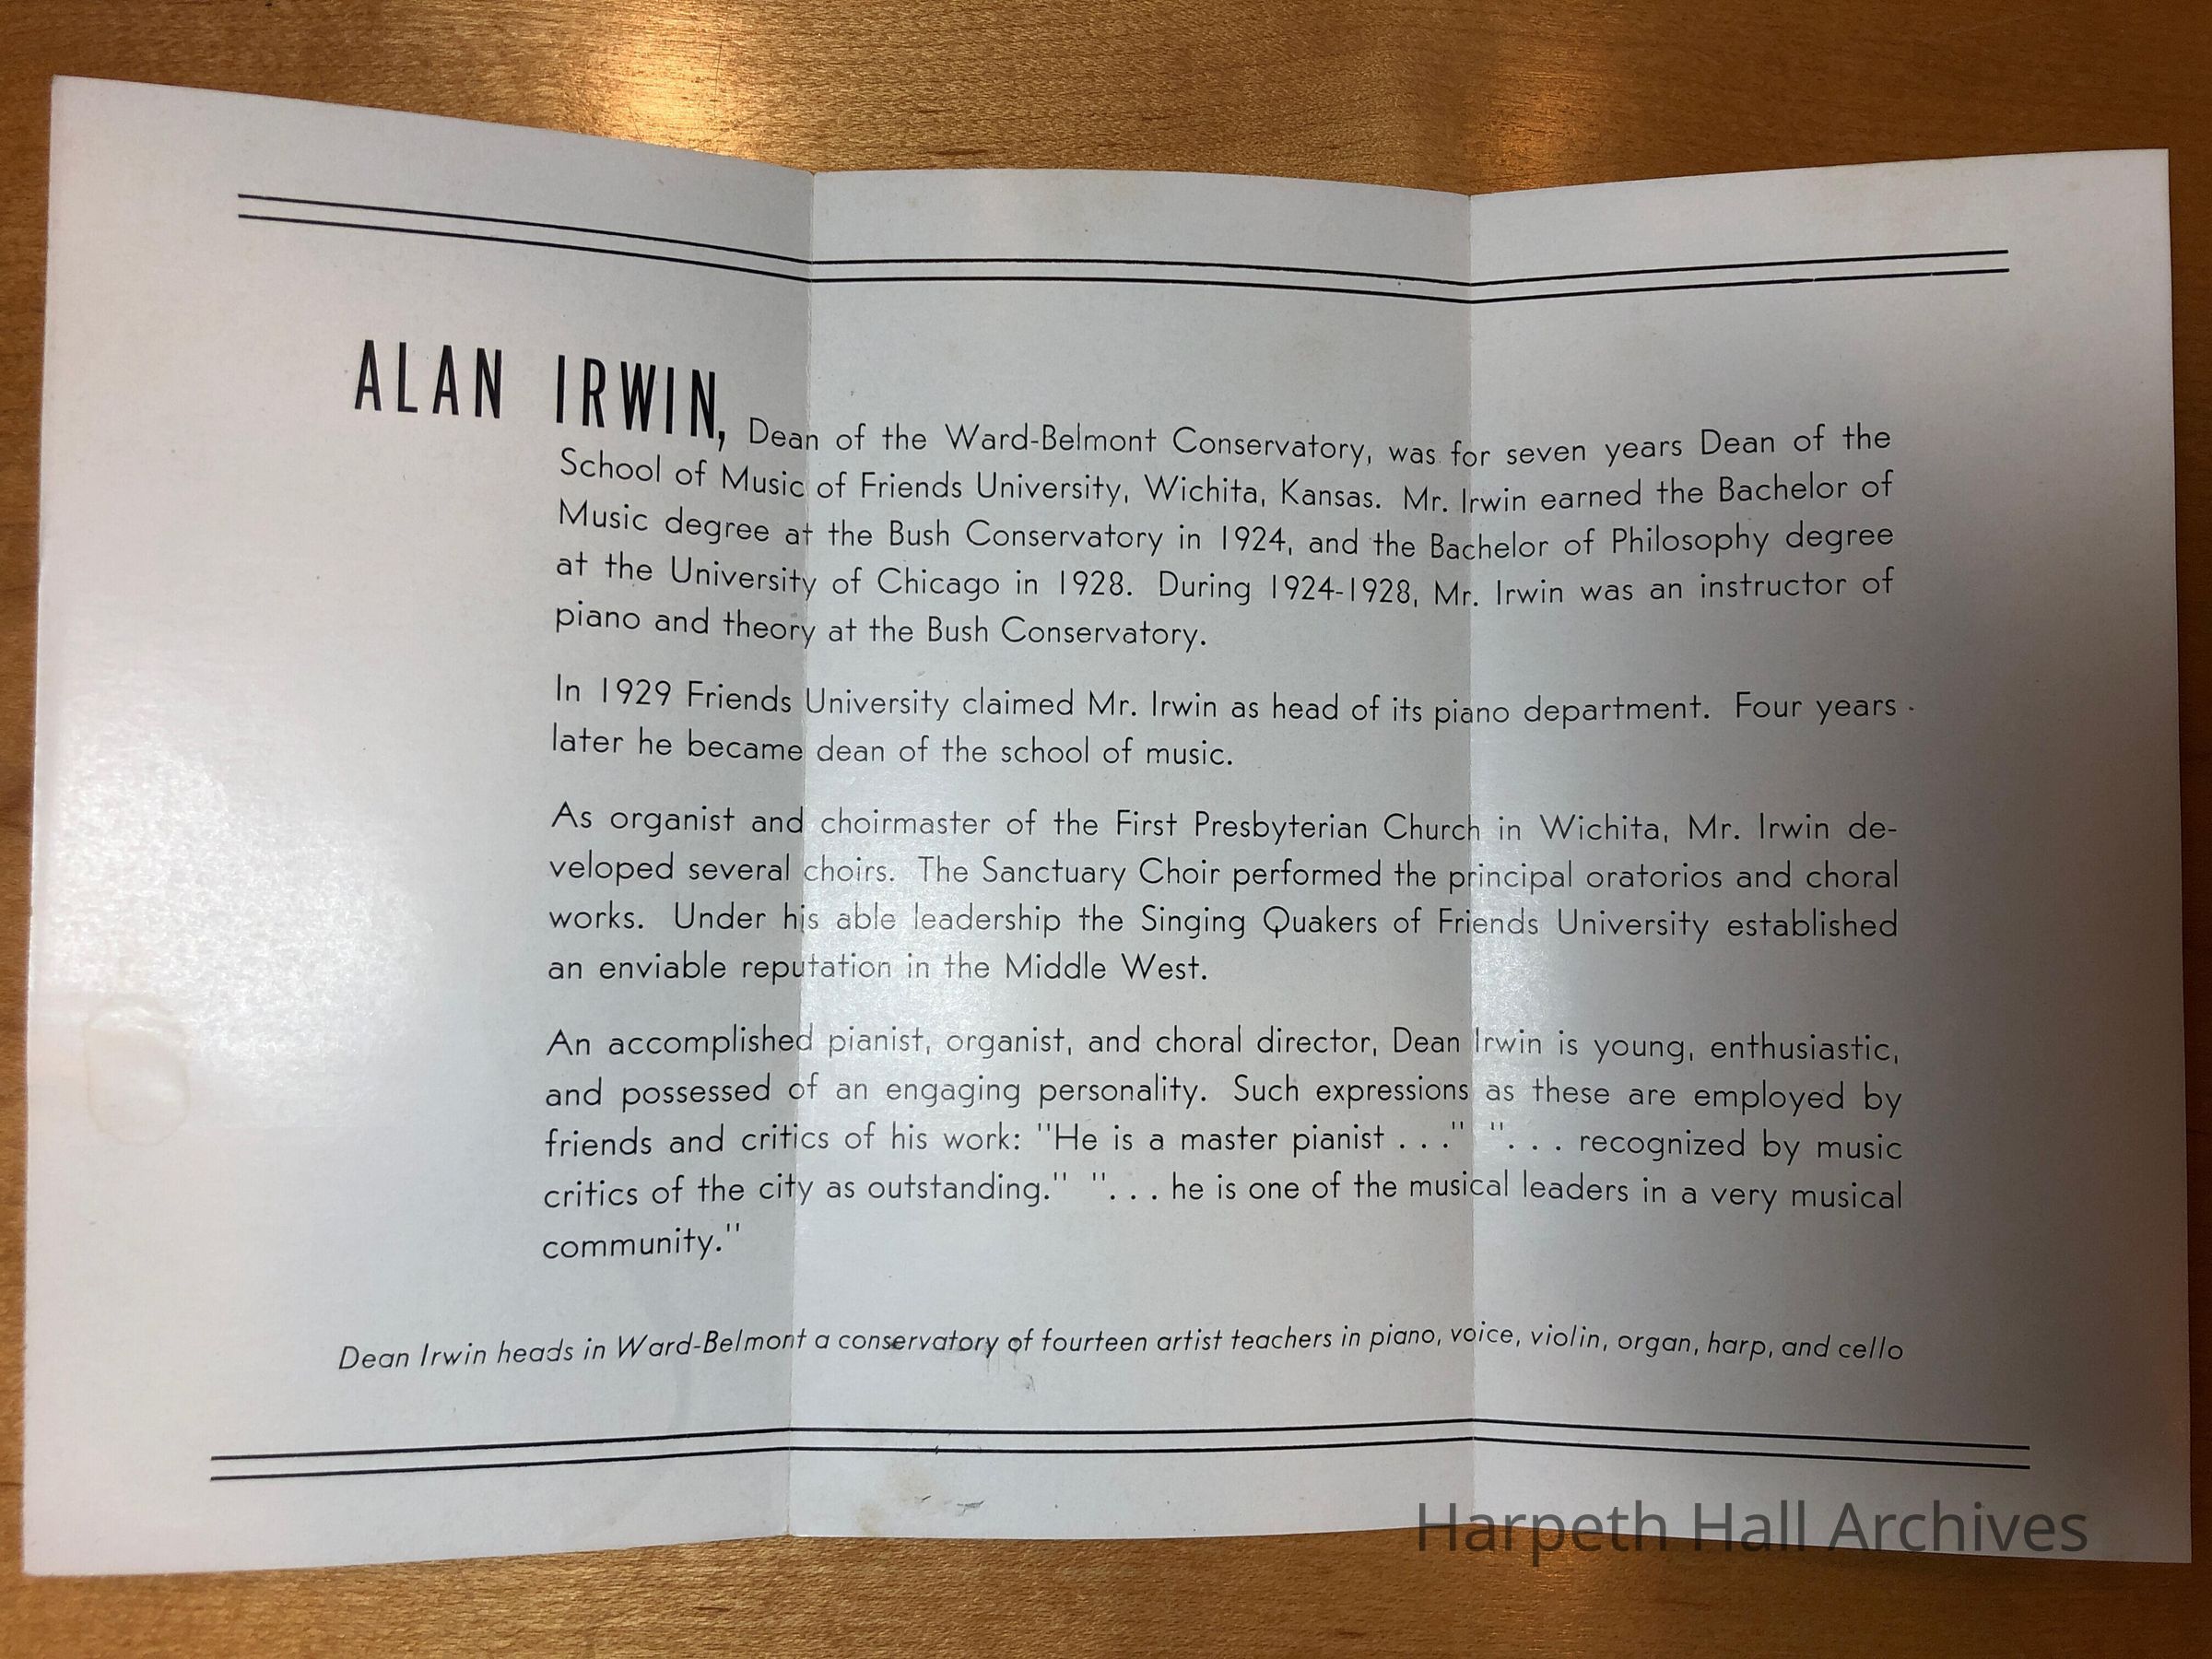 ALAN IRWIN, Dean of the Ward-Belmont Conservatory, was for seven years Dean of the
School of Music of Friends University, Wichita, Kansas. Mr. Irwin earned the Bachelor of
Music degree at the Bush Conservatory in 1924, and the Bachelor of Philosophy degree
at the University of Chicago in 1928. During 1924-1928, Mr. Irwin was an instructor of
piano and theory at the Bush Conservatory.
In 1929 Friends University claimed Mr. Irwin as head of its piano department. Four years
later he became dean of the school of music.
As organist and choirmaster of the First Presbyterian Church in Wichita, Mr. Irwin de-
veloped several choirs. The Sanctuary Choir performed the principal oratorios and choral
works. Under his able leadership the Singing Quakers of Friends University established
an enviable reputation in the Middle West.
An accomplished pianist, organist, and choral director, Dean Irwin is young, enthusiastic,
and possessed of an engaging personality. Such expressions as these are employed by
friends and critics of his work: "He is a master pianist . . ." ". . . recognized by music
critics of the city as outstanding." ". . . he is one of the musical leaders in a very musical
community."
Dean Irwin heads in Ward-Belmont a conservatory of fourteen artist teachers in piano, voice, violin, organ, harp, and cello
Harpeth Hall Archives